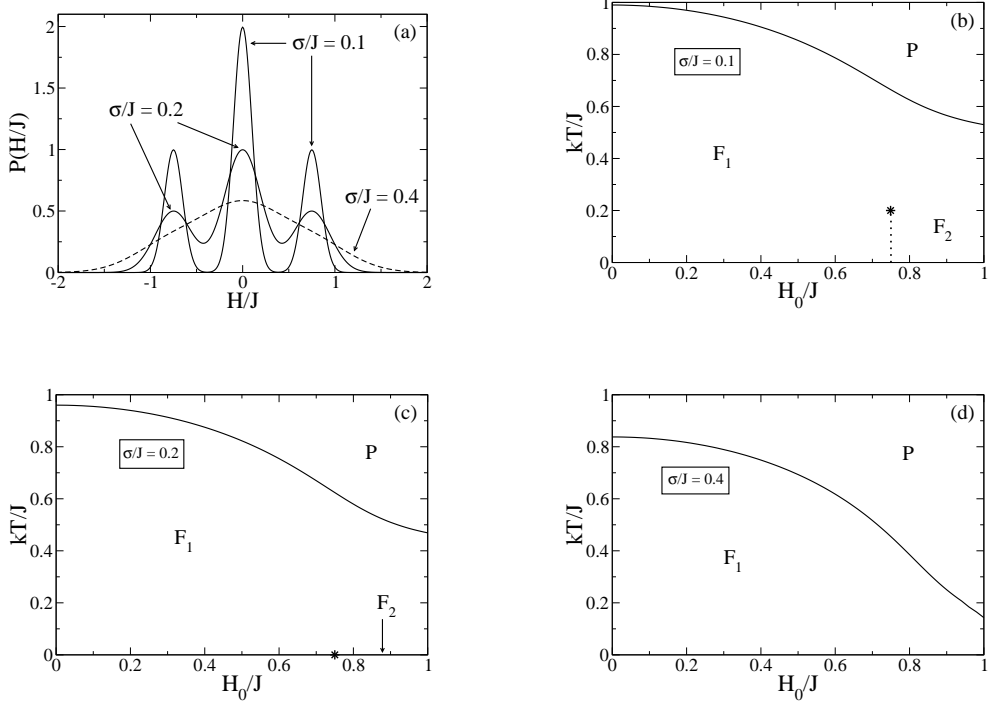 (a)
P(H/J)
2
1.5
1
0.5
0
σ/J = 0.1
σ/J = 0.2
σ/J = 0.4
-2 -1 0 1 2
H/J
(b)
kT/J
1
0.8
0.6
0.4
0.2
0
σ/J = 0.1
P
F₁
F₂
*
0 0.2 0.4 0.6 0.8 1
H₀/J
(c)
kT/J
1
0.8
0.6
0.4
0.2
0
σ/J = 0.2
P
F₁
F₂
*
0 0.2 0.4 0.6 0.8 1
H₀/J
(d)
kT/J
1
0.8
0.6
0.4
0.2
0
σ/J = 0.4
P
F₁
0 0.2 0.4 0.6 0.8 1
H₀/J